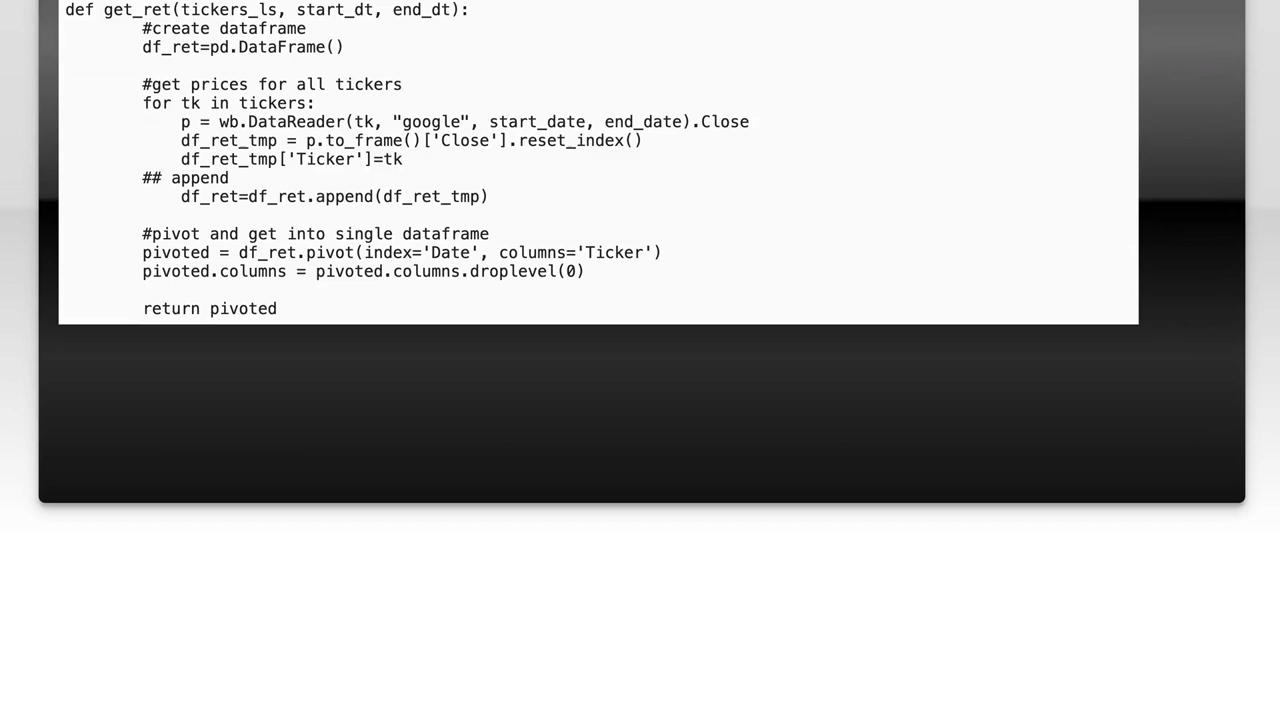 def get_ret(tickers_ls, start_dt, end_dt):
#create dataframe
df_ret=pd.DataFrame()
#get prices for all tickers
for tk in tickers:
p = wb.DataReader(tk, "google", start_date, end_date).Close
df_ret_tmp = p.to_frame()['Close'].reset_index()
df_ret_tmp['Ticker']=tk
## append
df_ret=df_ret.append(df_ret_tmp)
#pivot and get into single dataframe
pivoted = df_ret.pivot(index='Date', columns='Ticker')
pivoted.columns = pivoted.columns.droplevel(0)
return pivoted